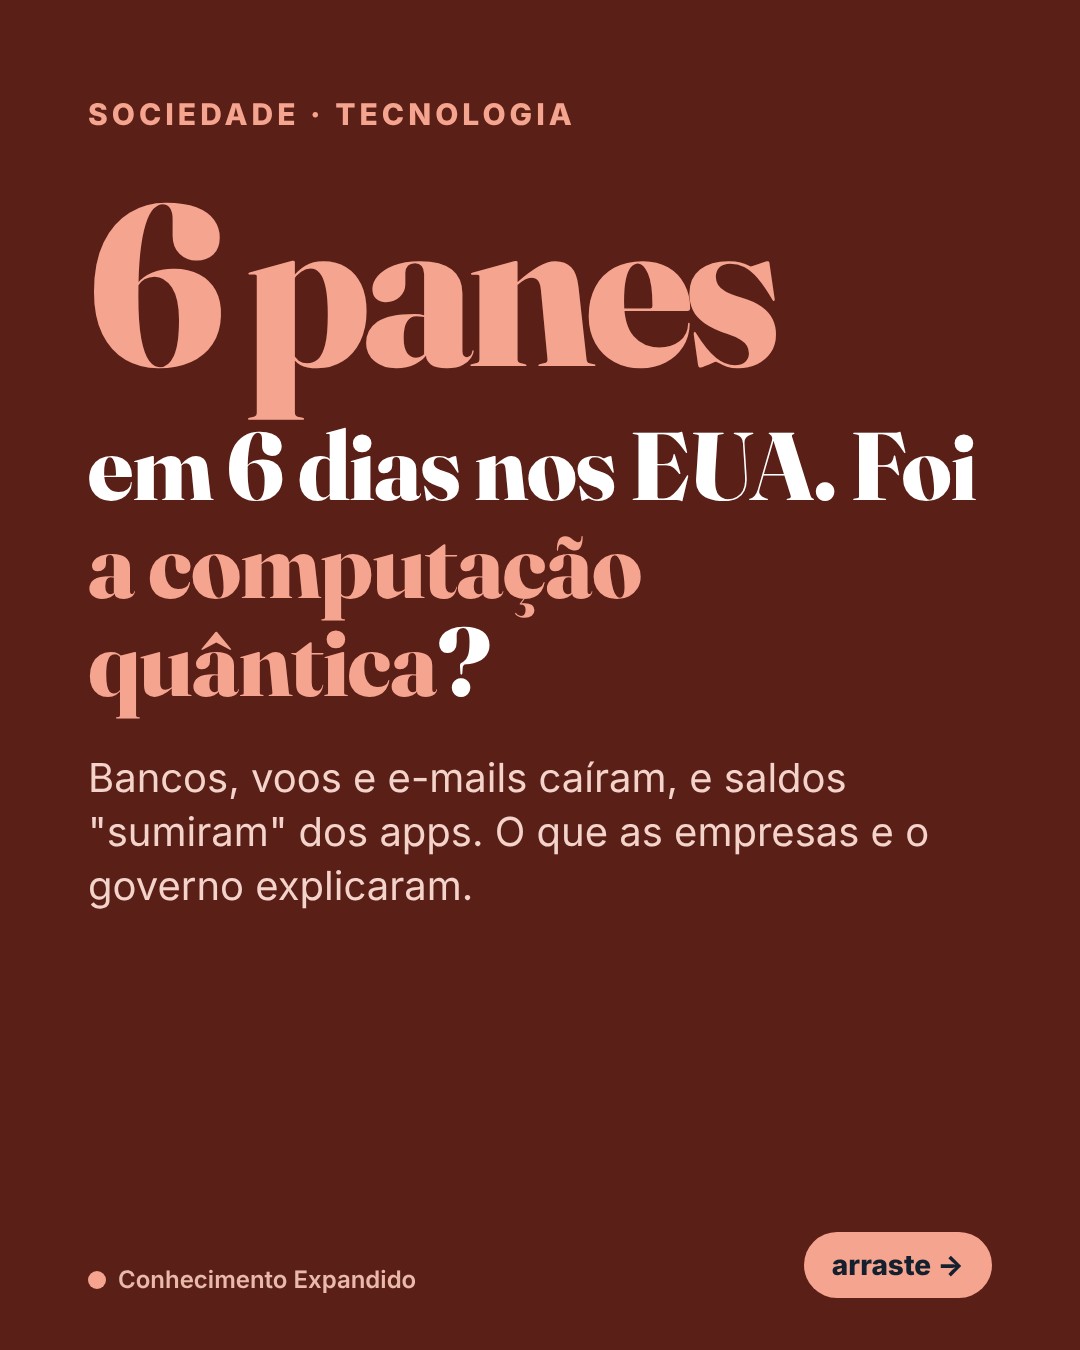 SOCIEDADE · TECNOLOGIA
6 panes
em 6 dias nos EUA. Foi
a computação
quântica?
Bancos, voos e e-mails caíram, e saldos
"sumiram" dos apps. O que as empresas e o
governo explicaram.
Conhecimento Expandido
arraste →